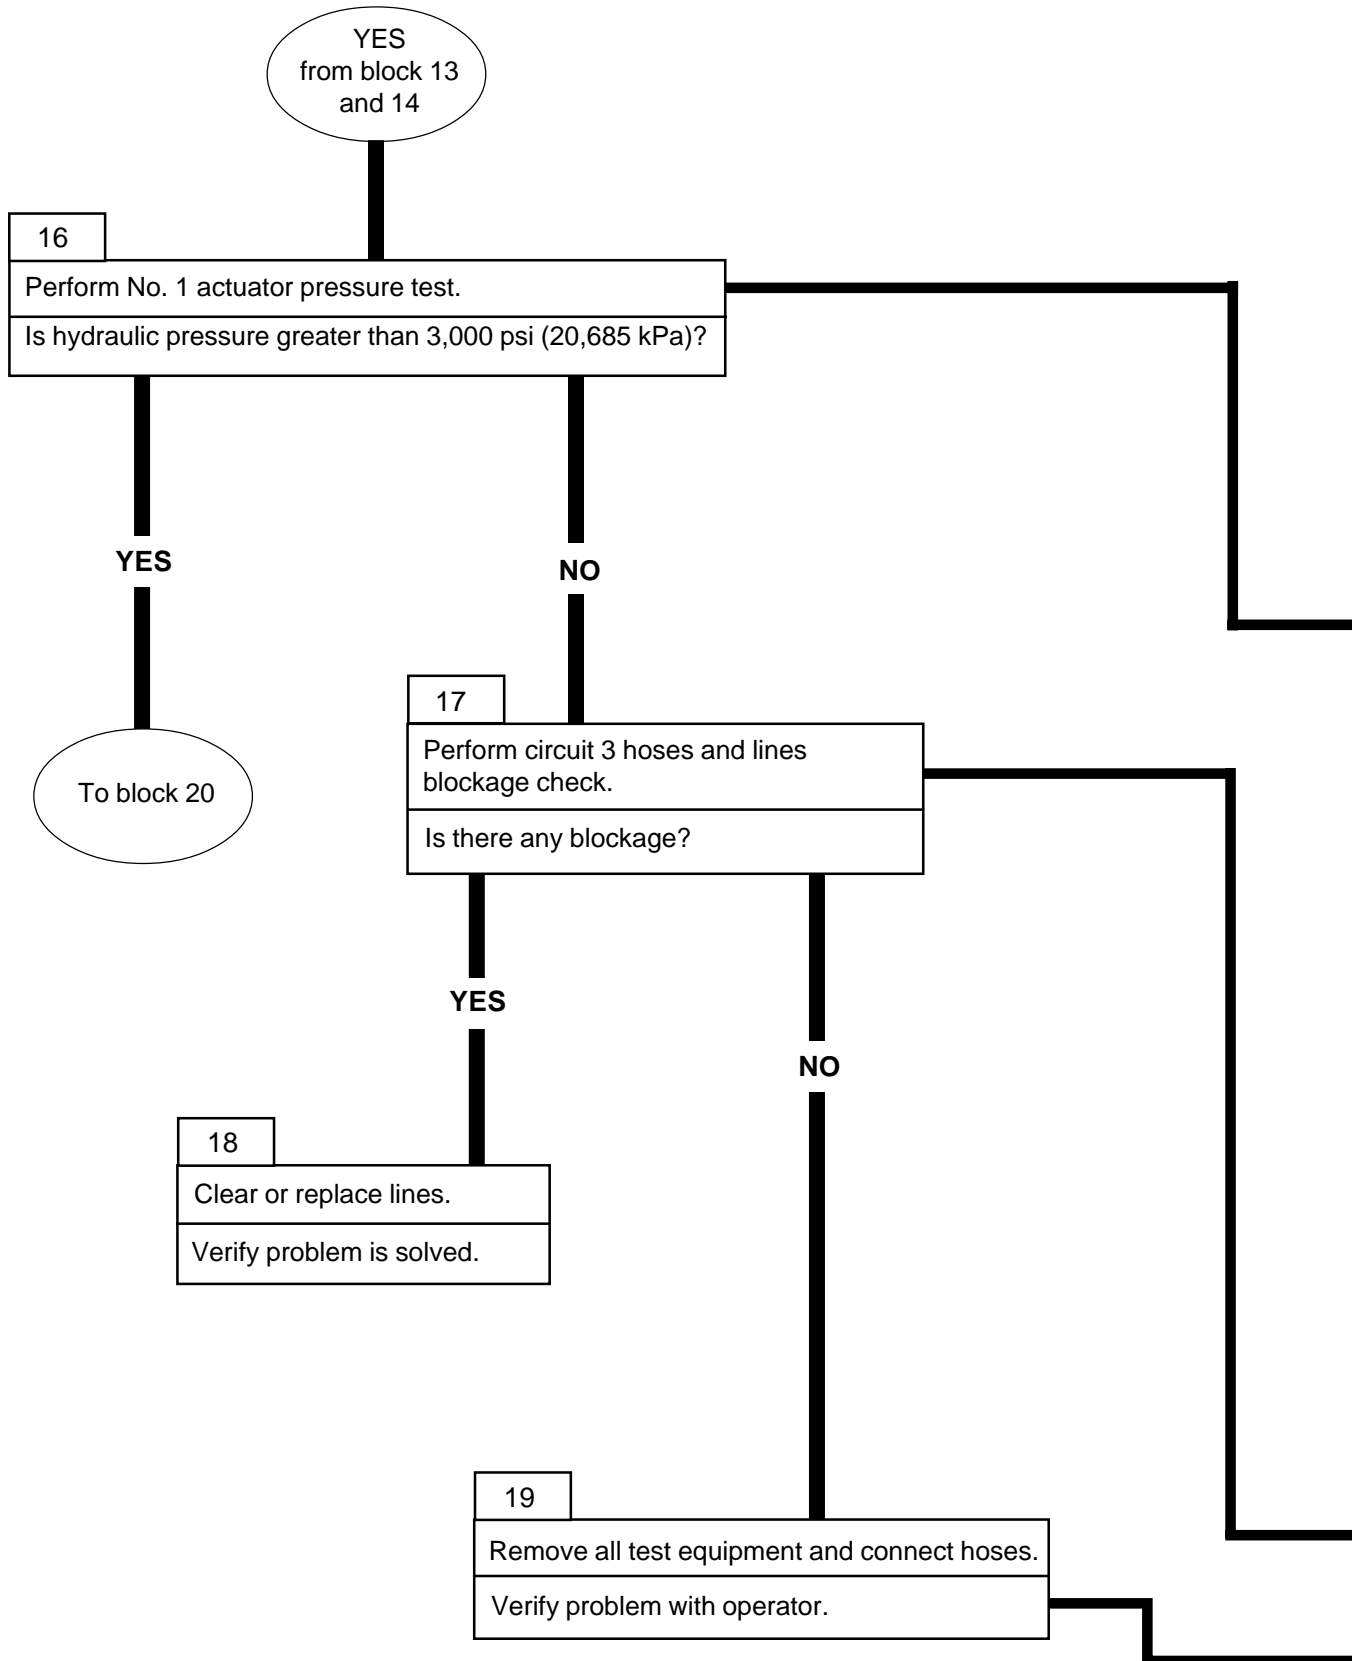 YES
from block 13
and 14
16
Perform No. 1 actuator pressure test.
Is hydraulic pressure greater than 3,000 psi (20,685 kPa)?
YES
NO
To block 20
17
Perform circuit 3 hoses and lines
blockage check.
Is there any blockage?
YES
NO
18
Clear or replace lines.
Verify problem is solved.
19
Remove all test equipment and connect hoses.
Verify problem with operator.